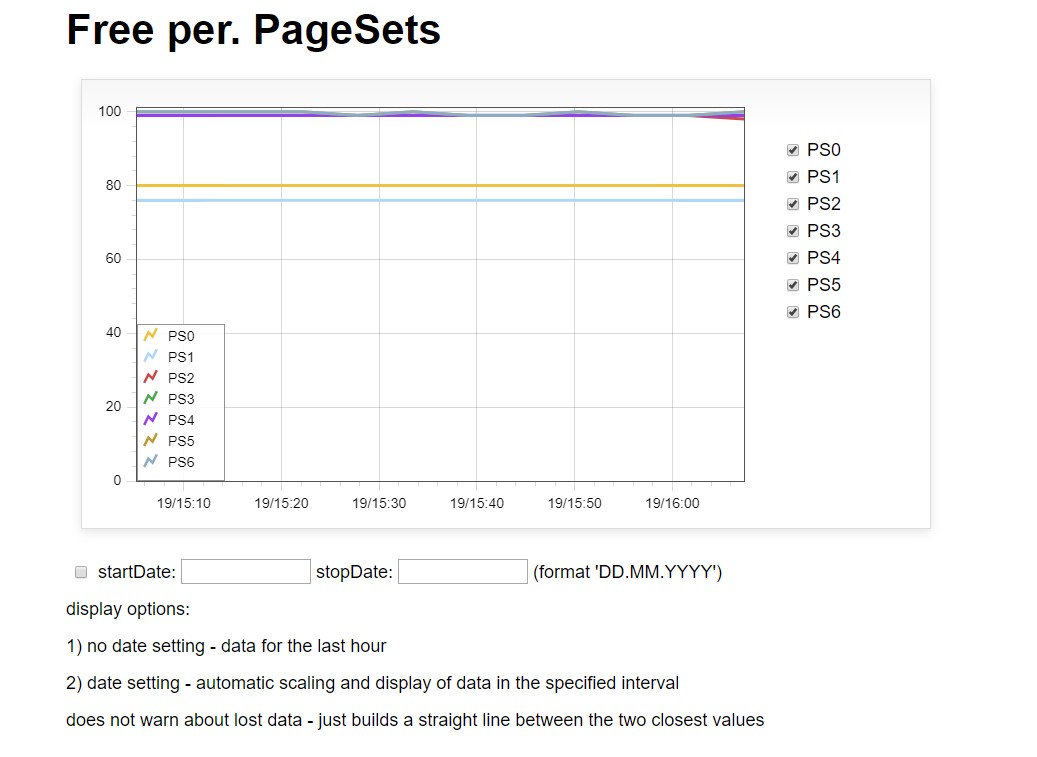 Free per. PageSets
100
80
60
40
20
0
PS0
PS1
PS2
PS3
PS4
PS5
PS6
19/15:10 19/15:20 19/15:30 19/15:40 19/15:50 19/16:00
PS0
PS1
PS2
PS3
PS4
PS5
PS6
startDate: stopDate: (format 'DD.MM.YYYY')
display options:
1) no date setting - data for the last hour
2) date setting - automatic scaling and display of data in the specified interval
does not warn about lost data - just builds a straight line between the two closest values